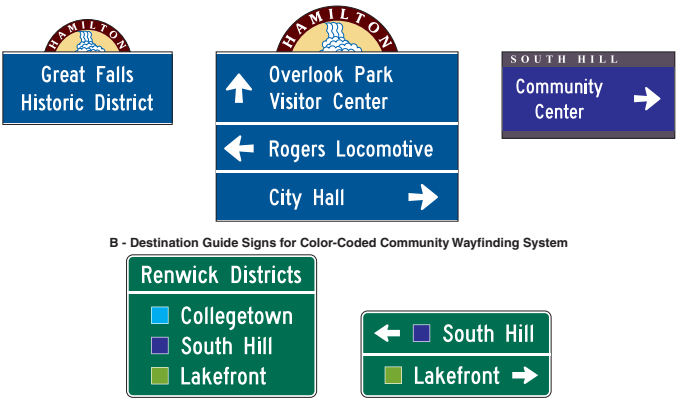 HAMILTON
Great Falls
Historic District
HAMILTON
Overlook Park
Visitor Center
Rogers Locomotive
City Hall
SOUTH HILL
Community
Center
B - Destination Guide Signs for Color-Coded Community Wayfinding System
Renwick Districts
Collegetown
South Hill
Lakefront
South Hill
Lakefront